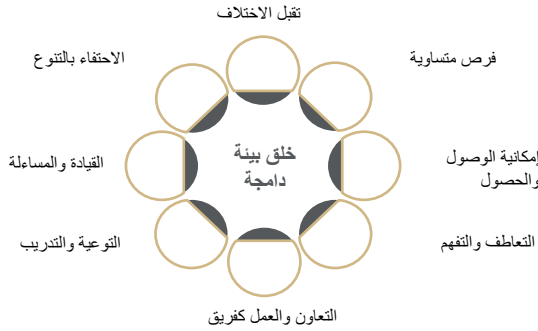 تقبل الاختلاف
فرص متساوية
إمكانية الوصول
والحصول
التعاطف والتفهم
التعاون والعمل كفريق
التوعية والتدريب
القيادة والمساءلة
الاحتفاء بالتنوع
خلق بيئة
دامجة